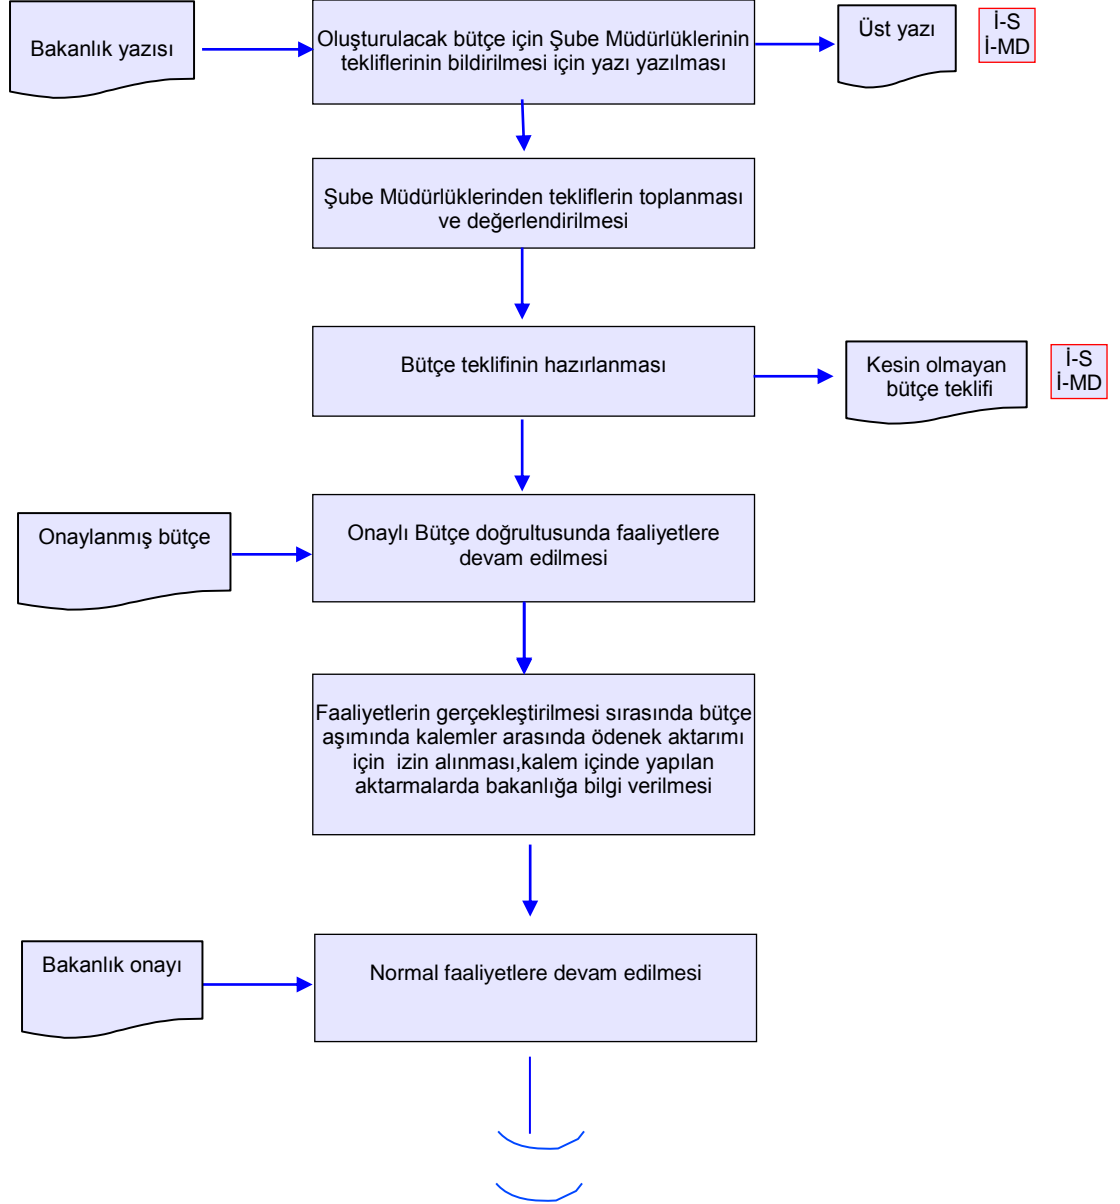 Bakanlık yazısı
Oluşturulacak bütçe için Şube Müdürlüklerinin
tekliflerinin bildirilmesi için yazı yazılması
Üst yazı
İ-S
İ-MD
Şube Müdürlüklerinden tekliflerin toplanması
ve değerlendirilmesi
Bütçe teklifinin hazırlanması
Kesin olmayan
bütçe teklifi
İ-S
İ-MD
Onaylanmış bütçe
Onaylı Bütçe doğrultusunda faaliyetlere
devam edilmesi
Faaliyetlerin gerçekleştirilmesi sırasında bütçe
aşımında kalemler arasında ödenek aktarımı
için izin alınması,kalem içinde yapılan
aktarmalarda bakanlığa bilgi verilmesi
Bakanlık onayı
Normal faaliyetlere devam edilmesi